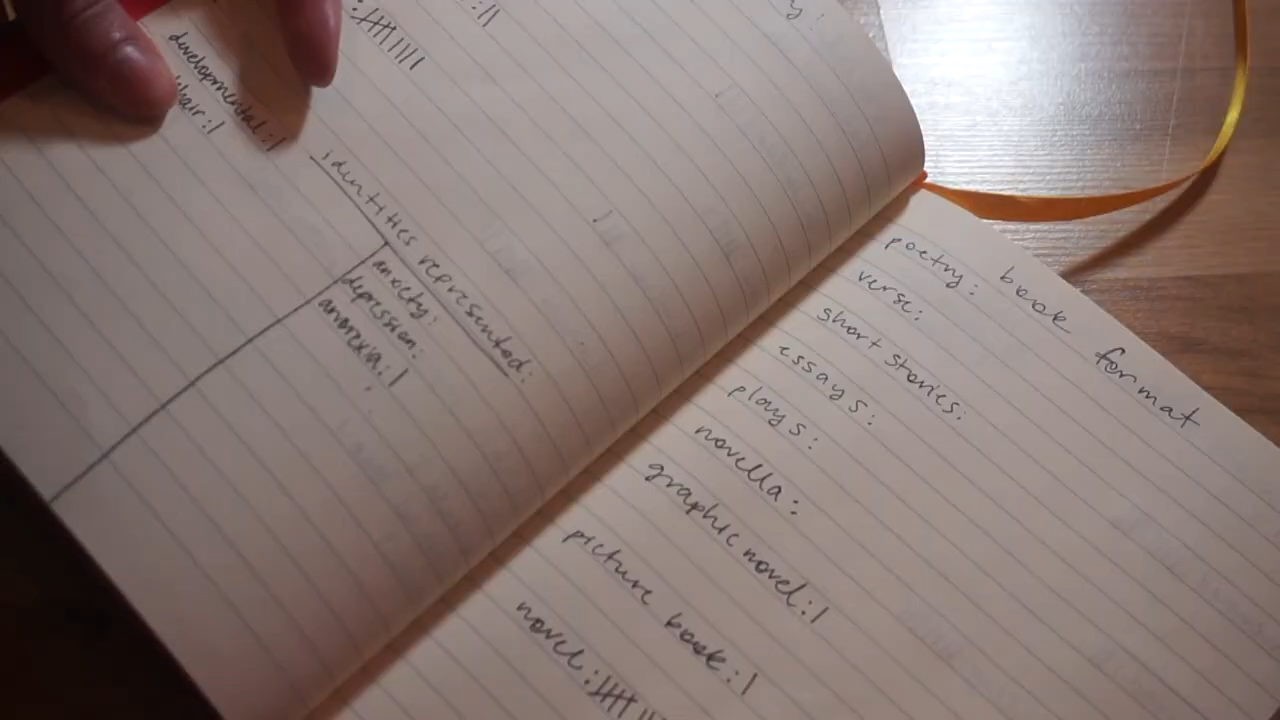 developmental: |
hair: |
identities represented:
anxiety:
depression:
anorexia: |
book format
poetry:
verse:
short stories:
essays:
plays:
novella:
graphic novel: |
picture book: |
novel: